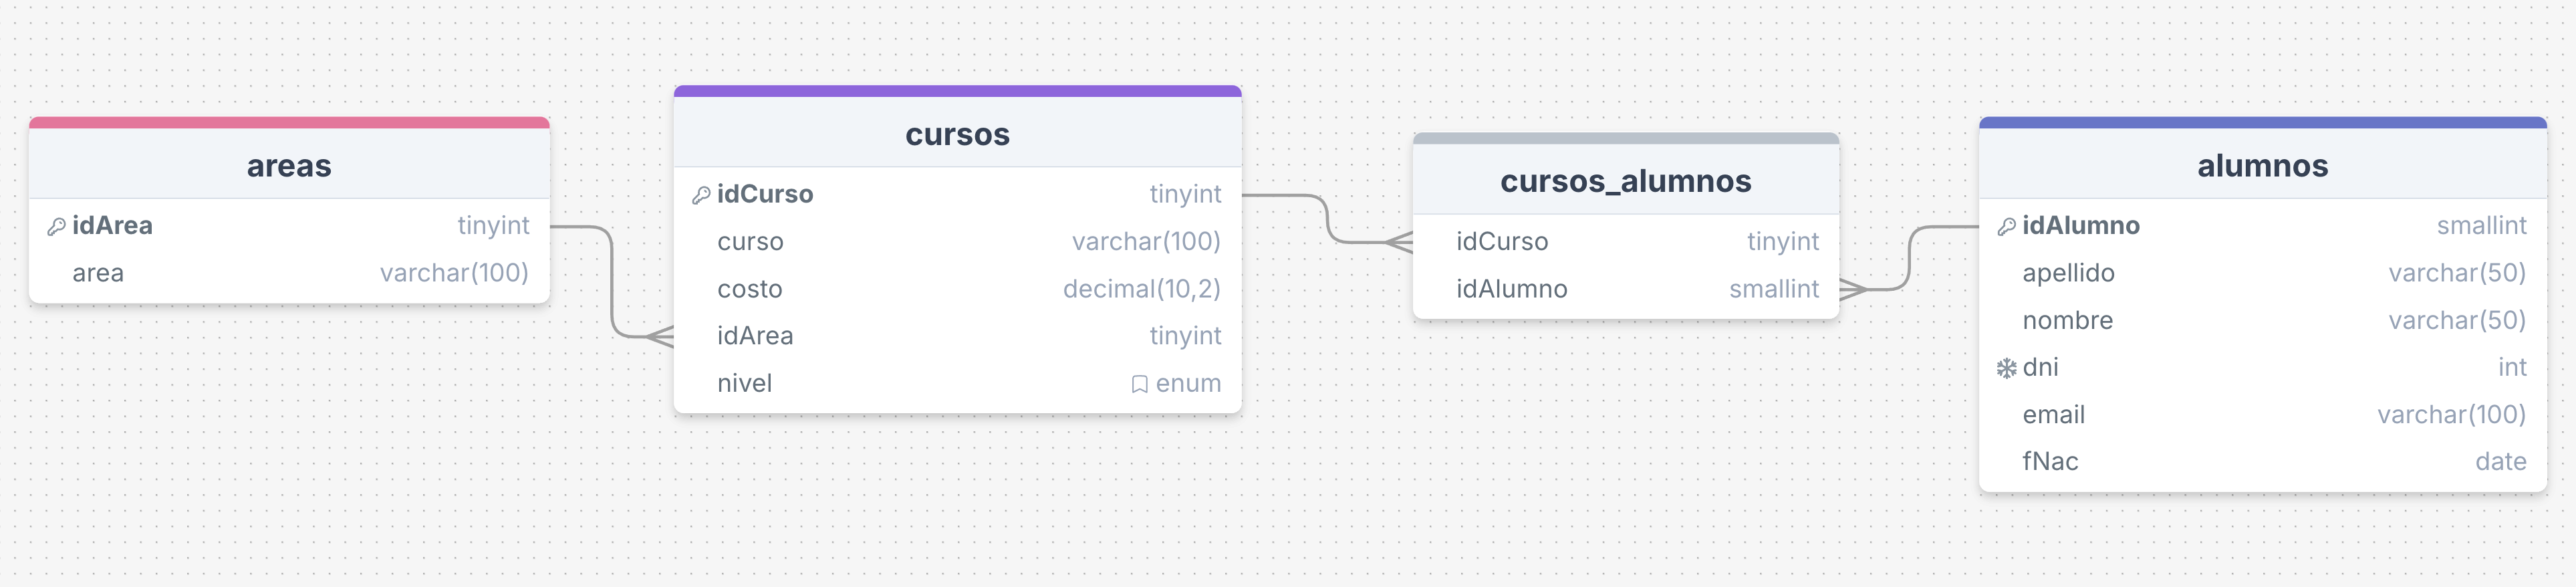 areas
idArea tinyint
area varchar(100)
cursos
idCurso tinyint
curso varchar(100)
costo decimal(10,2)
idArea tinyint
nivel enum
cursos_alumnos
idCurso tinyint
idAlumno smallint
alumnos
idAlumno smallint
apellido varchar(50)
nombre varchar(50)
dni int
email varchar(100)
fNac date